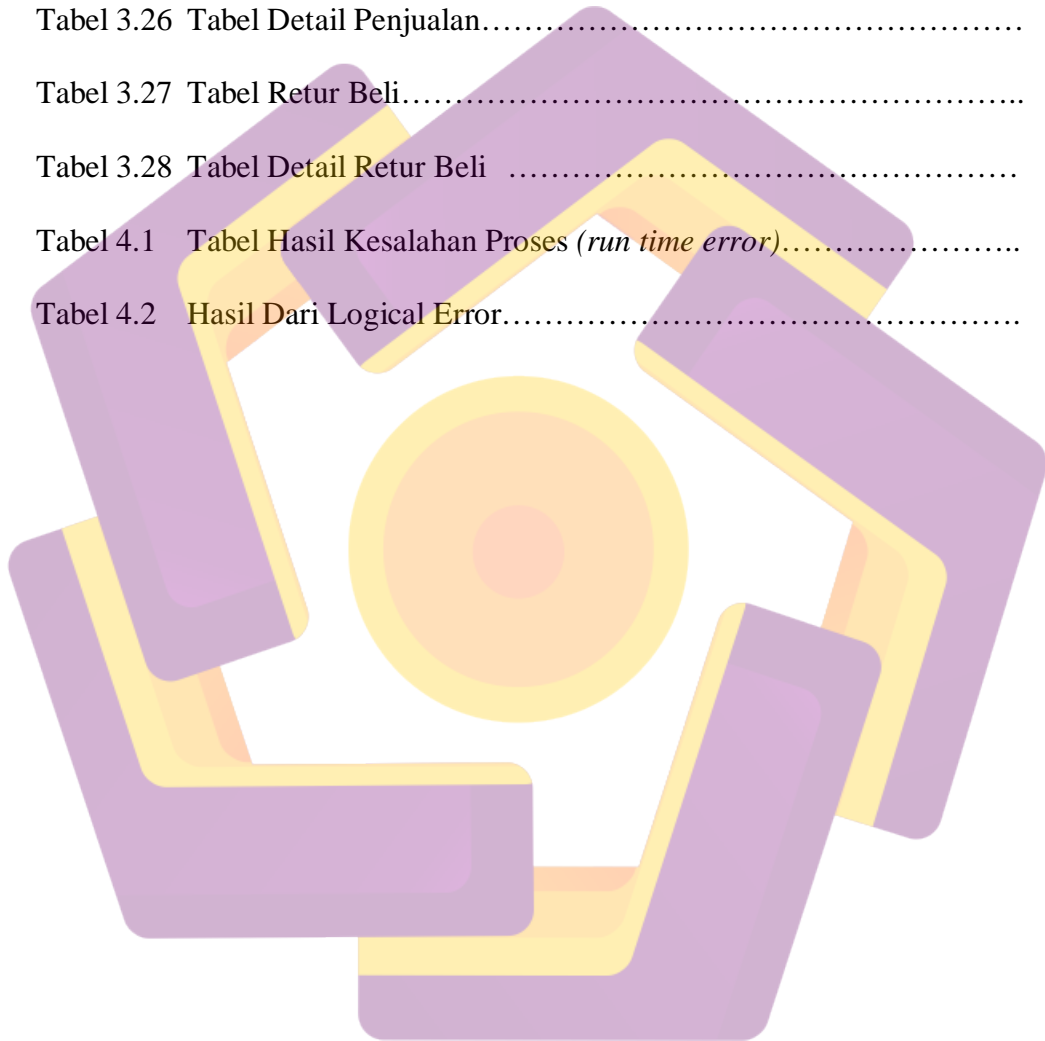 Tabel 3.26 Tabel Detail Penjualan……………………………………………
Tabel 3.27 Tabel Retur Beli…………………………………………………..
Tabel 3.28 Tabel Detail Retur Beli …………………………………………
Tabel 4.1 Tabel Hasil Kesalahan Proses (run time error)…………………..
Tabel 4.2 Hasil Dari Logical Error………………………………………….